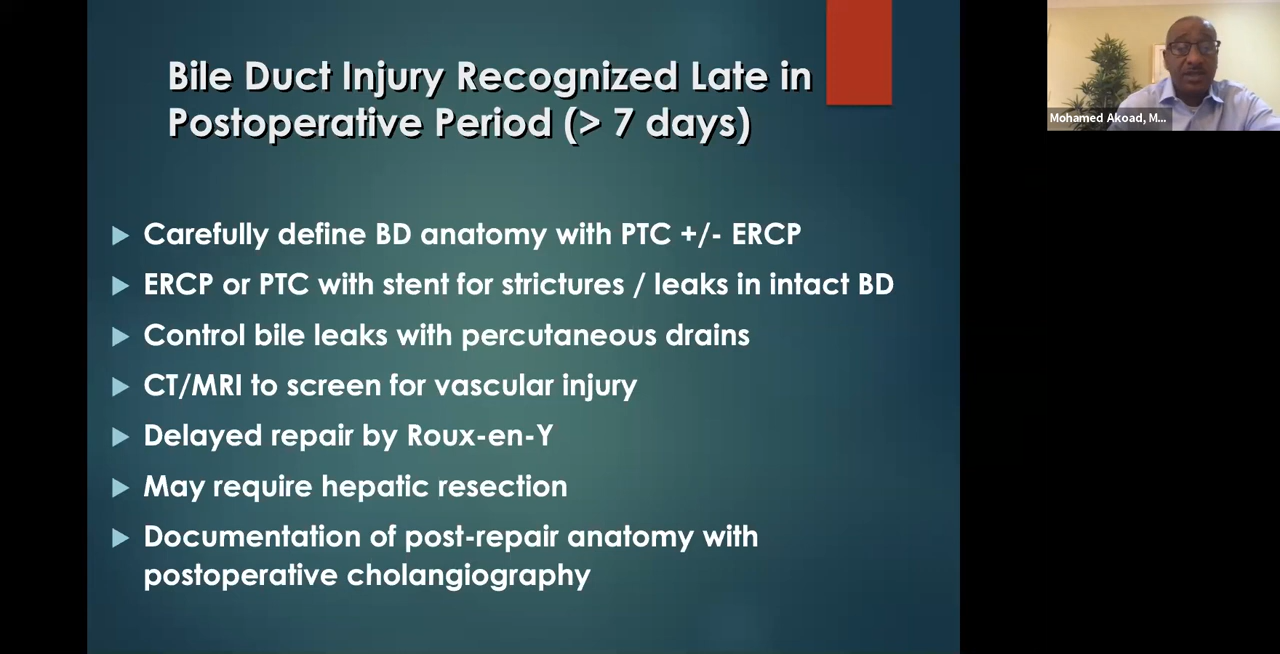 Bile Duct Injury Recognized Late in
Postoperative Period (> 7 days)
Carefully define BD anatomy with PTC +/- ERCP
ERCP or PTC with stent for strictures / leaks in intact BD
Control bile leaks with percutaneous drains
CT/MRI to screen for vascular injury
Delayed repair by Roux-en-Y
May require hepatic resection
Documentation of post-repair anatomy with
postoperative cholangiography
Mohamed Akoad, M...